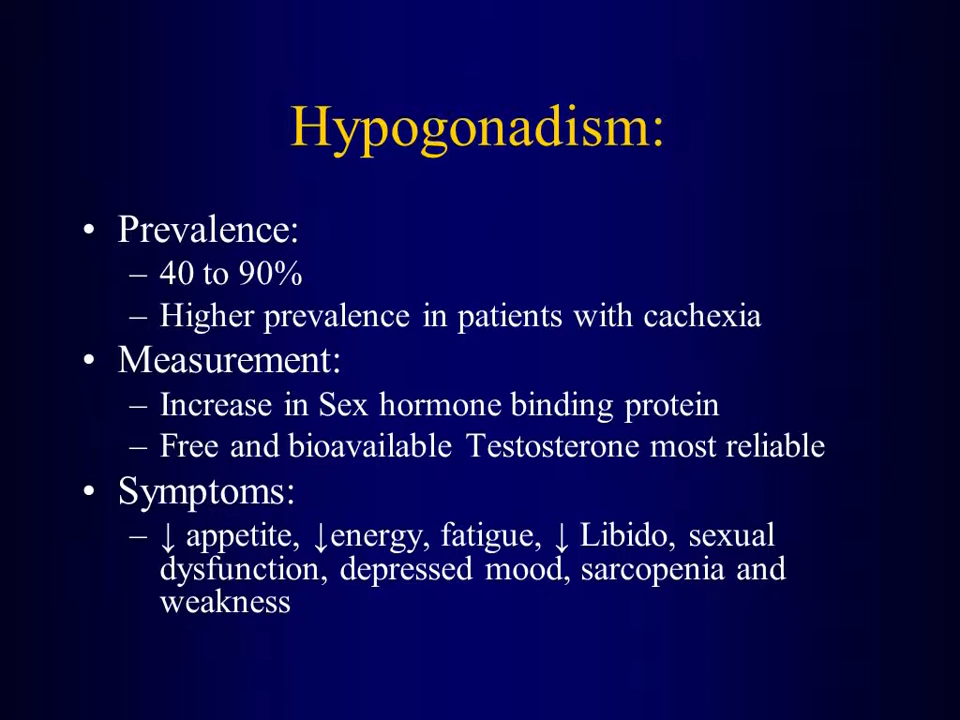 Hypogonadism:
• Prevalence:
– 40 to 90%
– Higher prevalence in patients with cachexia
• Measurement:
– Increase in Sex hormone binding protein
– Free and bioavailable Testosterone most reliable
• Symptoms:
– ↓ appetite, ↓energy, fatigue, ↓ Libido, sexual
dysfunction, depressed mood, sarcopenia and
weakness